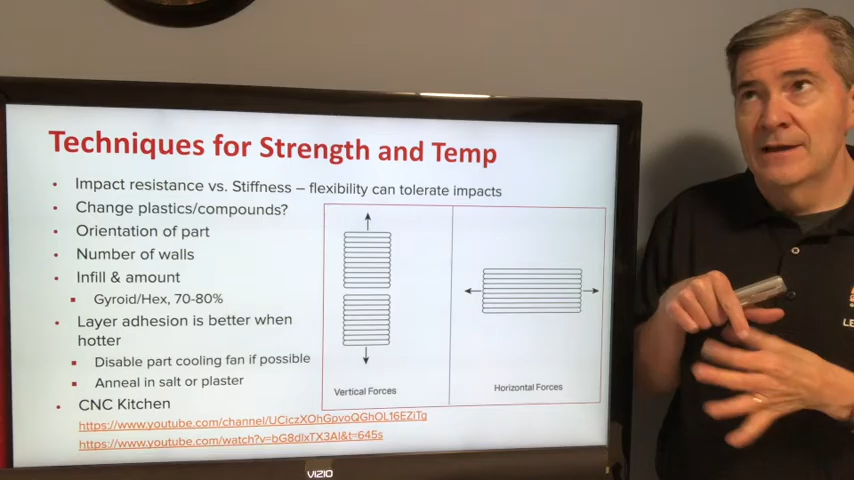 Techniques for Strength and Temp
• Impact resistance vs. Stiffness – flexibility can tolerate impacts
• Change plastics/compounds?
• Orientation of part
• Number of walls
• Infill & amount
▪ Gyroid/Hex, 70-80%
• Layer adhesion is better when
hotter
▪ Disable part cooling fan if possible
▪ Anneal in salt or plaster
• CNC Kitchen
https://www.youtube.com/channel/UCiczXOhGpvoQGhOL16EZiTg
https://www.youtube.com/watch?v=bG8dlxTX3AI&t=645s
Vertical Forces
Horizontal Forces
VIZIO
LE